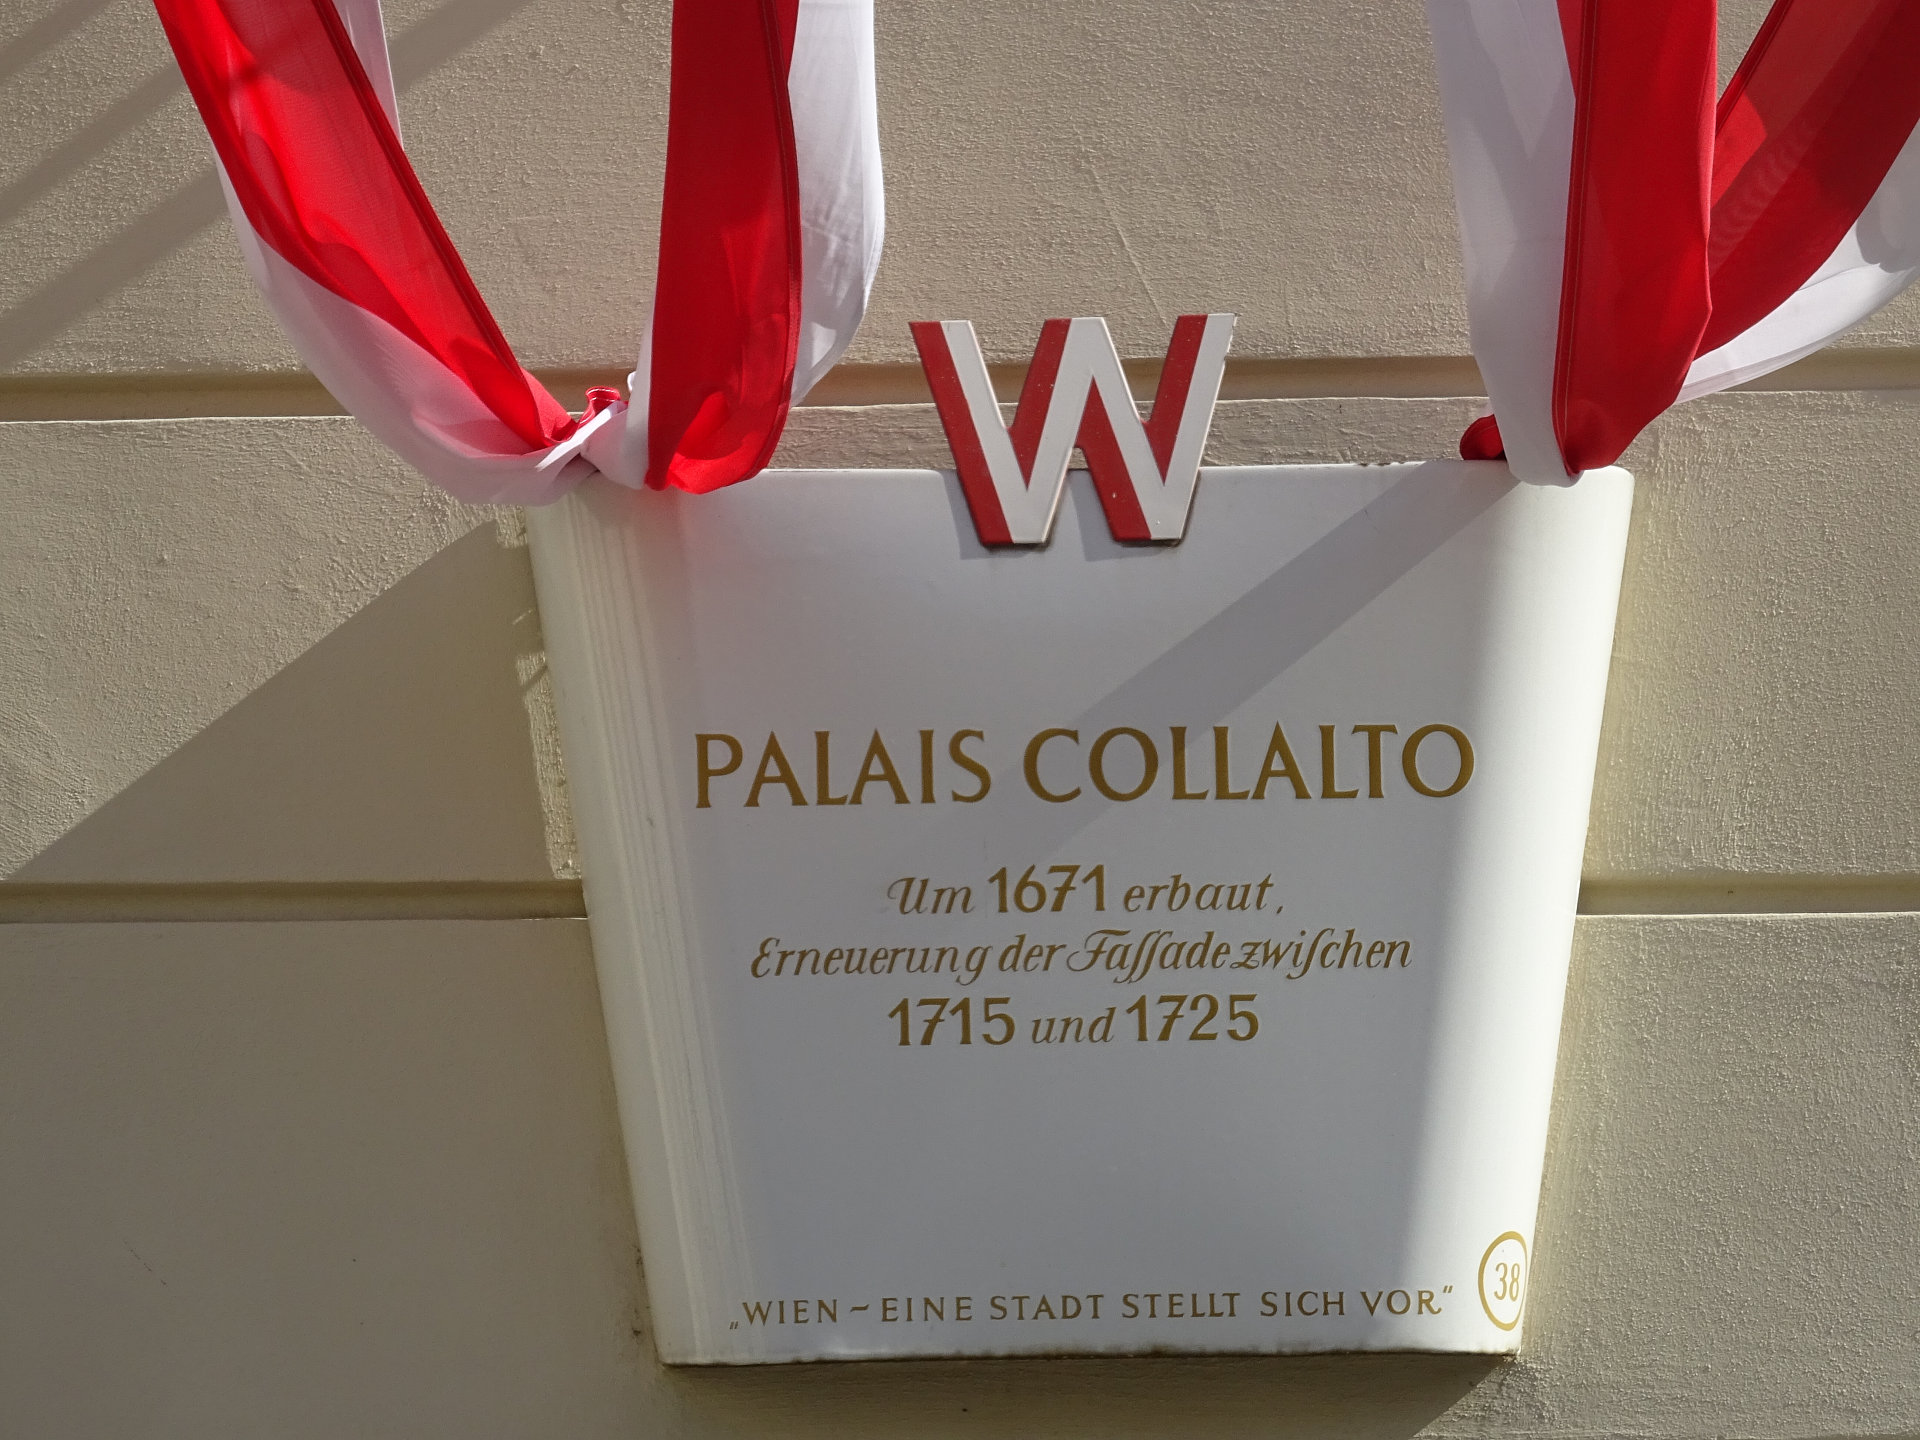 W
PALAIS COLLALTO
Um 1671 erbaut,
Erneuerung der Faſſade zwiſchen
1715 und 1725
„WIEN ~ EINE STADT STELLT SICH VOR“
38